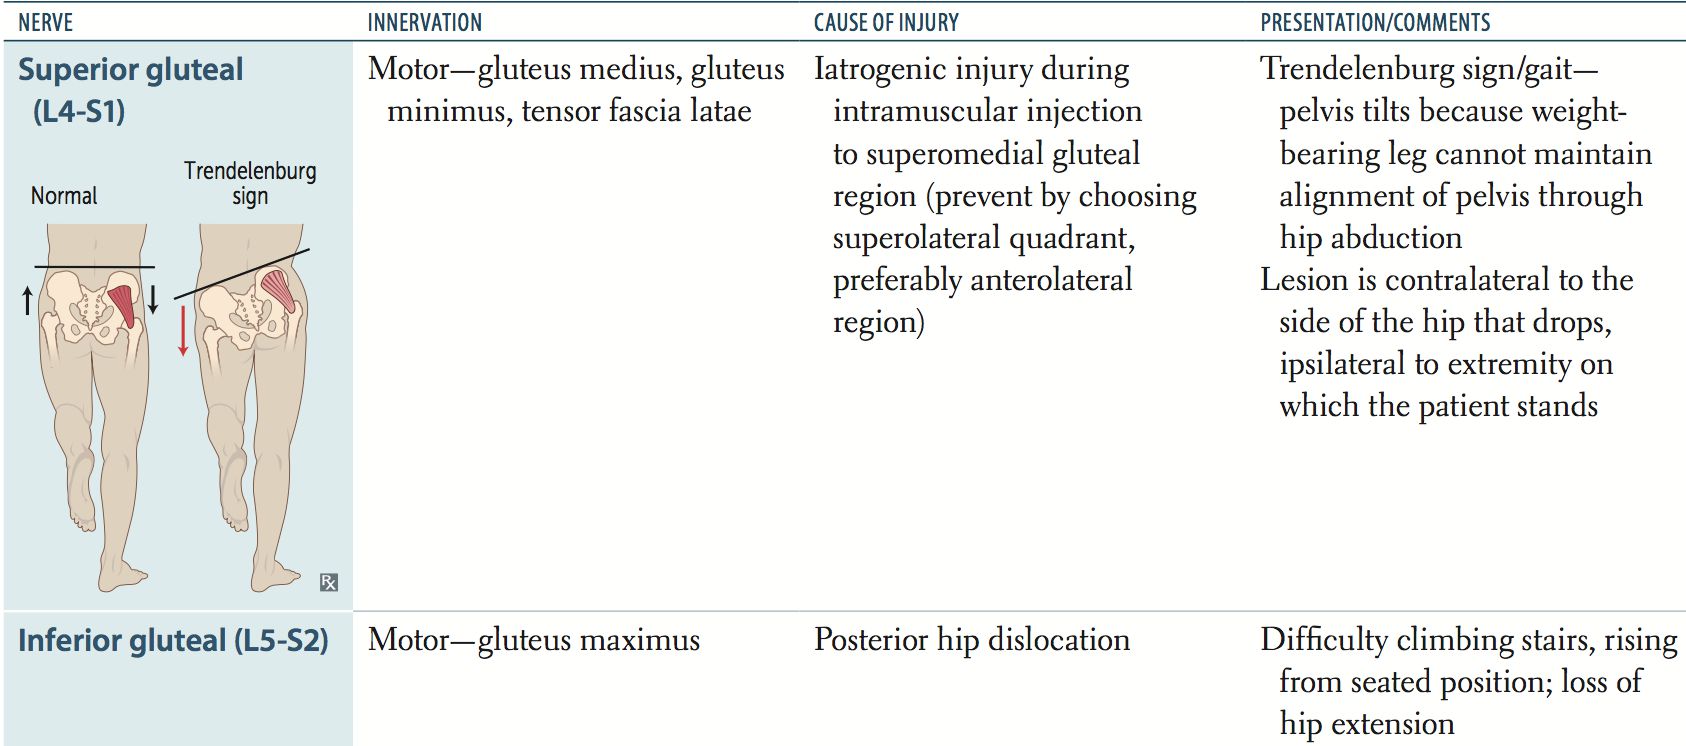 NERVE
INNERVATION
CAUSE OF INJURY
PRESENTATION/COMMENTS
Superior gluteal
(L4-S1)
Normal
Trendelenburg
sign
Rx
Motor—gluteus medius, gluteus
minimus, tensor fascia latae
Iatrogenic injury during
intramuscular injection
to superomedial gluteal
region (prevent by choosing
superolateral quadrant,
preferably anterolateral
region)
Trendelenburg sign/gait—
pelvis tilts because weight-
bearing leg cannot maintain
alignment of pelvis through
hip abduction
Lesion is contralateral to the
side of the hip that drops,
ipsilateral to extremity on
which the patient stands
Inferior gluteal (L5-S2)
Motor—gluteus maximus
Posterior hip dislocation
Difficulty climbing stairs, rising
from seated position; loss of
hip extension